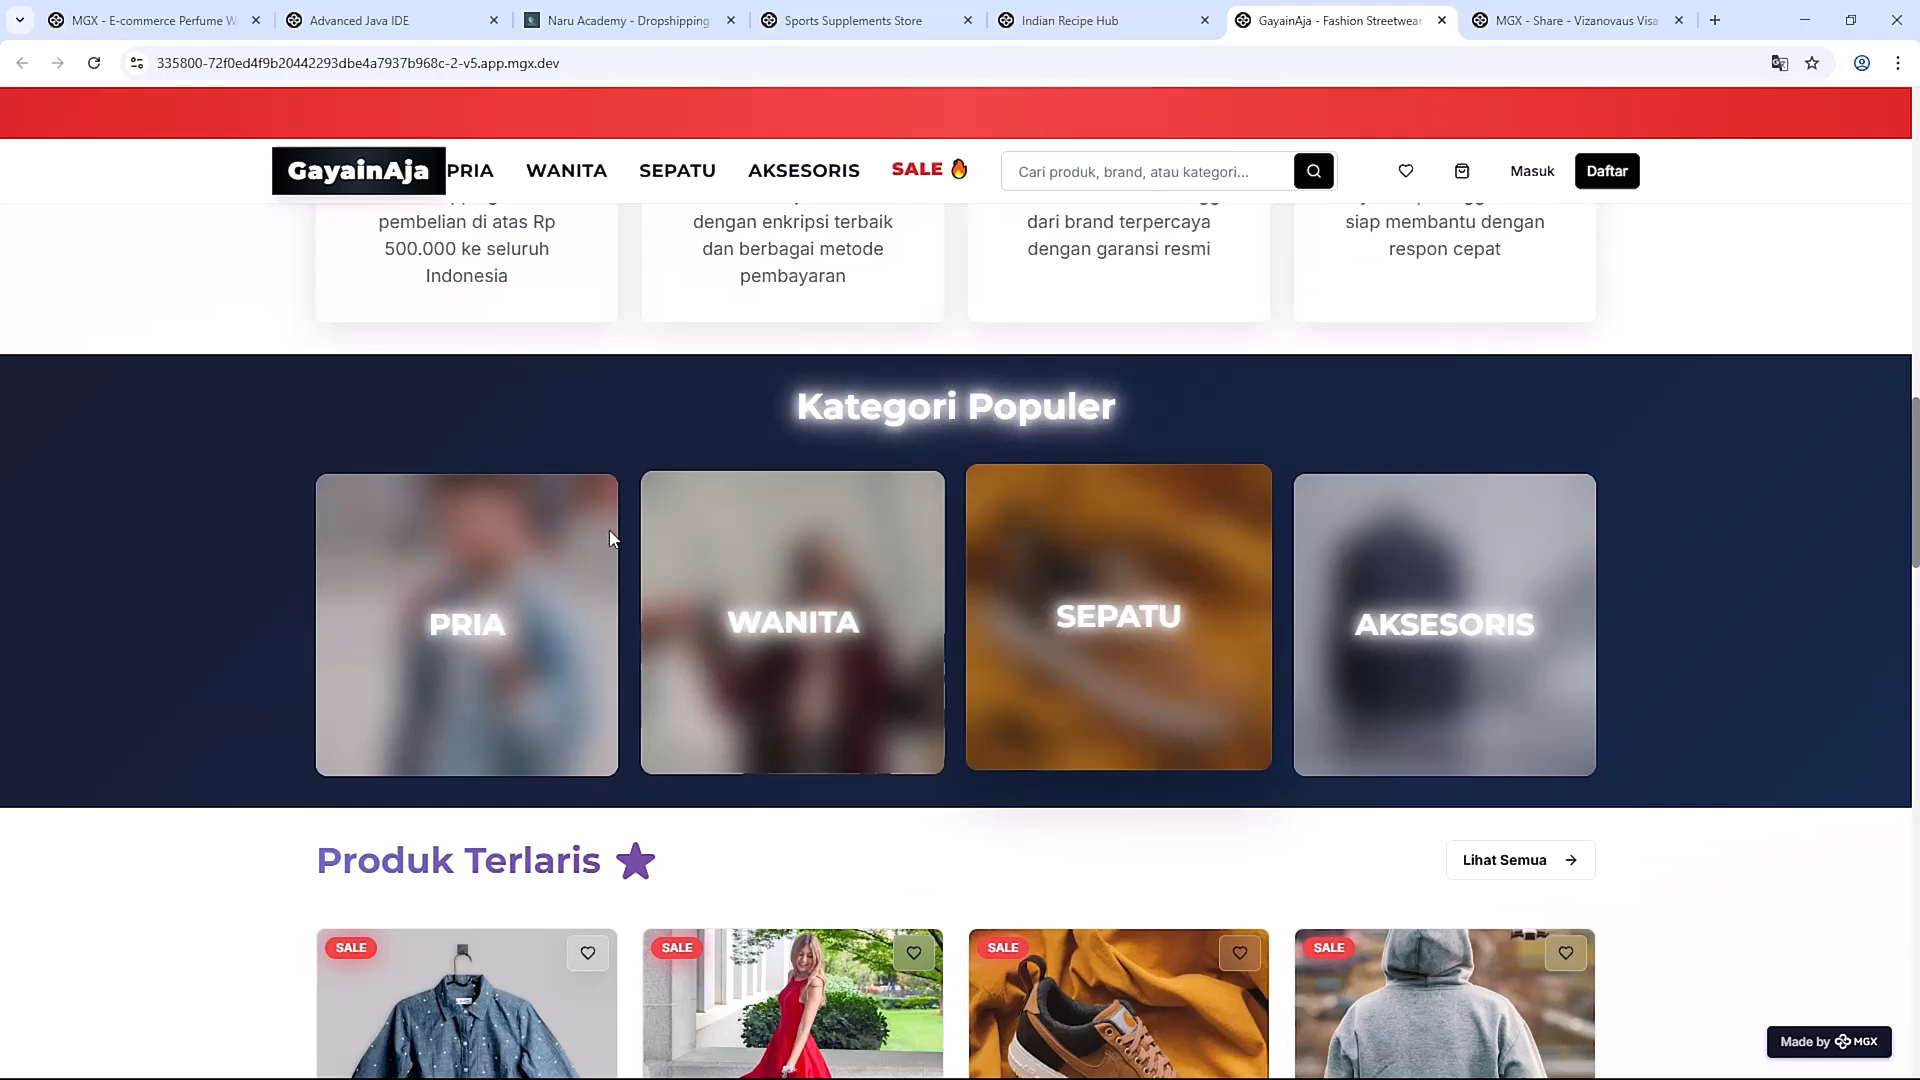 MGX - E-commerce Perfume W
Advanced Java IDE
Naru Academy - Dropshipping
Sports Supplements Store
Indian Recipe Hub
GayainAja - Fashion Streetwear
MGX - Share - Vizanovaus Visa
335800-72f0ed4f9b20442293dbe4a7937b968c-2-v5.app.mgx.dev
GayainAja
PRIA
WANITA
SEPATU
AKSESORIS
SALE
Cari produk, brand, atau kategori...
Masuk
Daftar
pembelian di atas Rp
500.000 ke seluruh
Indonesia
dengan enkripsi terbaik
dan berbagai metode
pembayaran
dari brand terpercaya
dengan garansi resmi
siap membantu dengan
respon cepat
Kategori Populer
PRIA
WANITA
SEPATU
AKSESORIS
Produk Terlaris
Lihat Semua
SALE
SALE
SALE
SALE
Made by MGX